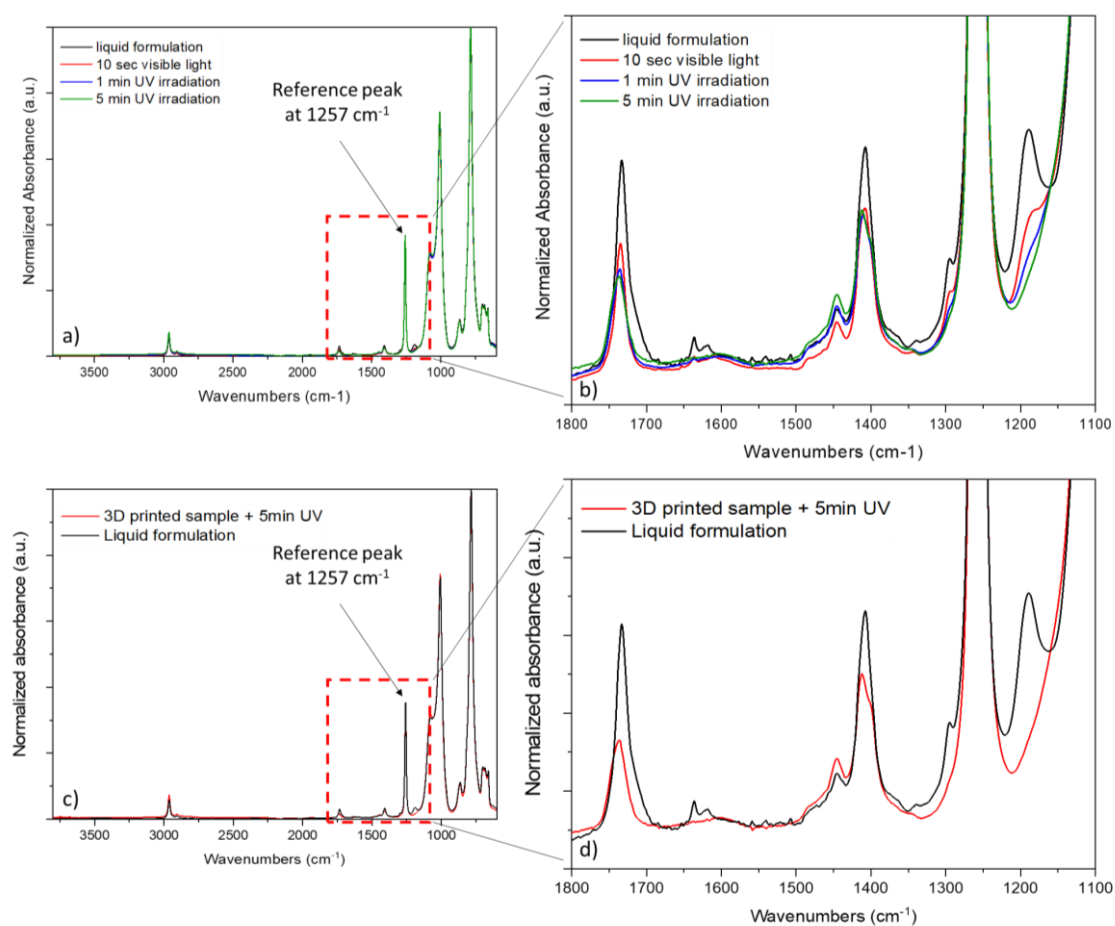 liquid formulation
10 sec visible light
1 min UV irradiation
5 min UV irradiation
Reference peak
at 1257 cm-1
Normalized Absorbance (a.u.)
a)
3500 3000 2500 2000 1500 1000
Wavenumbers (cm-1)
liquid formulation
10 sec visible light
1 min UV irradiation
5 min UV irradiation
Normalized Absorbance (a.u.)
b)
1800 1700 1600 1500 1400 1300 1200 1100
Wavenumbers (cm-1)
3D printed sample + 5min UV
Liquid formulation
Reference peak
at 1257 cm-1
Normalized absorbance (a.u.)
c)
3500 3000 2500 2000 1500 1000
Wavenumbers (cm-1)
3D printed sample + 5min UV
Liquid formulation
Normalized absorbance (a.u.)
d)
1800 1700 1600 1500 1400 1300 1200 1100
Wavenumbers (cm-1)